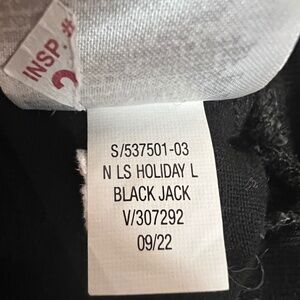 INSP. #
S/537501-03
N LS HOLIDAY L
BLACK JACK
V/307292
09/22